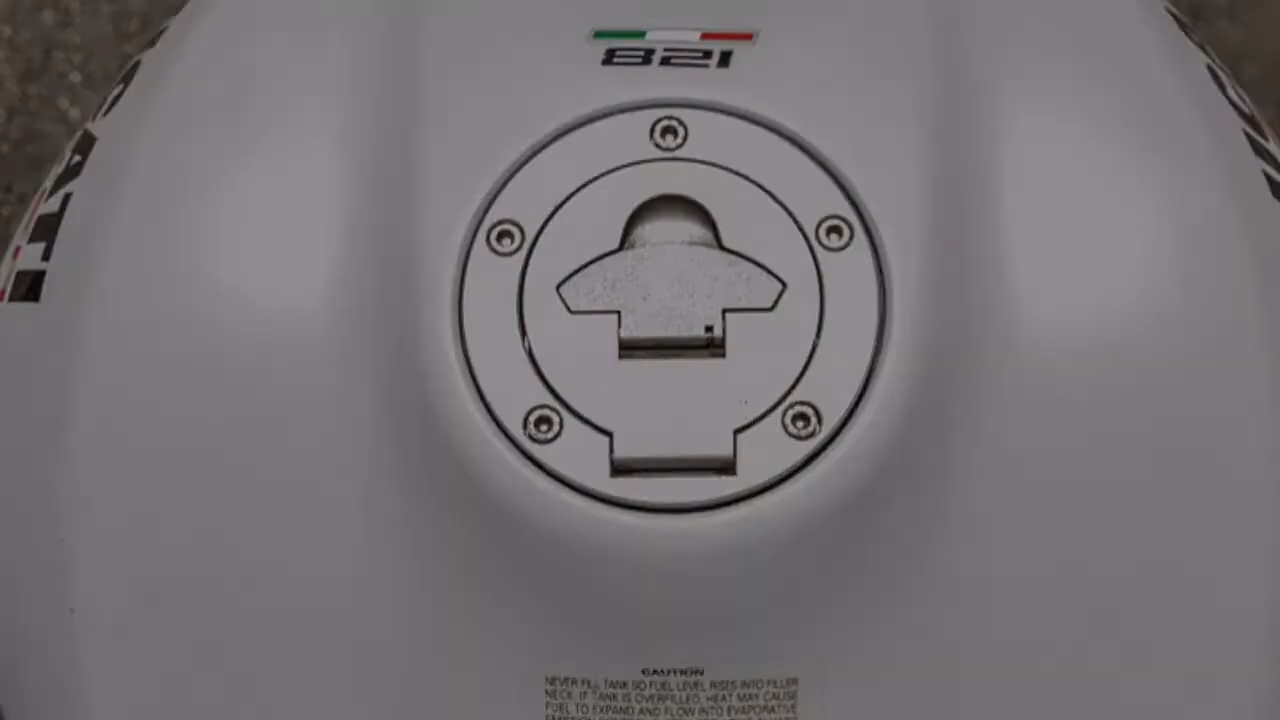 821
CAUTION
NEVER FILL TANK SO FUEL LEVEL RISES INTO FILLER
NECK. IF TANK IS OVERFILLED, HEAT MAY CAUSE
FUEL TO EXPAND AND FLOW INTO EVAPORATIVE